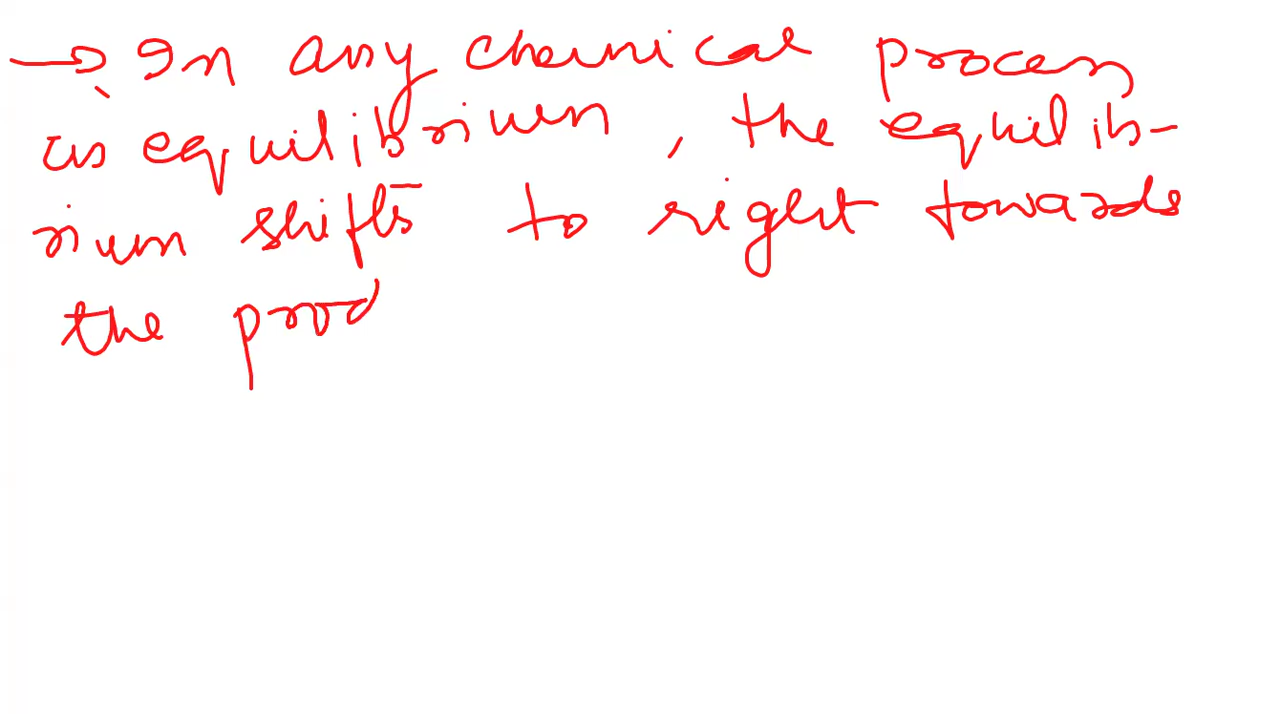 → In any chemical process
in equilibrium, the equilib-
rium shifts to right towards
the prod